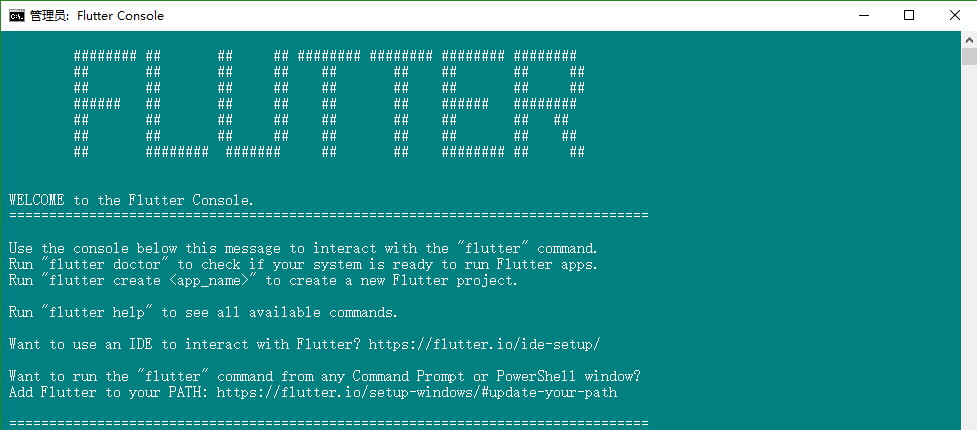 管理员: Flutter Console
######## ##       ##     ## ######## ######## ######## ########
##       ##       ##     ##    ##       ##    ##       ##     ##
##       ##       ##     ##    ##       ##    ##       ##     ##
######   ##       ##     ##    ##       ##    ######   ########
##       ##       ##     ##    ##       ##    ##       ##   ##
##       ##       ##     ##    ##       ##    ##       ##    ##
##       ########  #######     ##       ##    ######## ##     ##
WELCOME to the Flutter Console.
================================================================================
Use the console below this message to interact with the "flutter" command.
Run "flutter doctor" to check if your system is ready to run Flutter apps.
Run "flutter create <app_name>" to create a new Flutter project.
Run "flutter help" to see all available commands.
Want to use an IDE to interact with Flutter? https://flutter.io/ide-setup/
Want to run the "flutter" command from any Command Prompt or PowerShell window?
Add Flutter to your PATH: https://flutter.io/setup-windows/#update-your-path
================================================================================